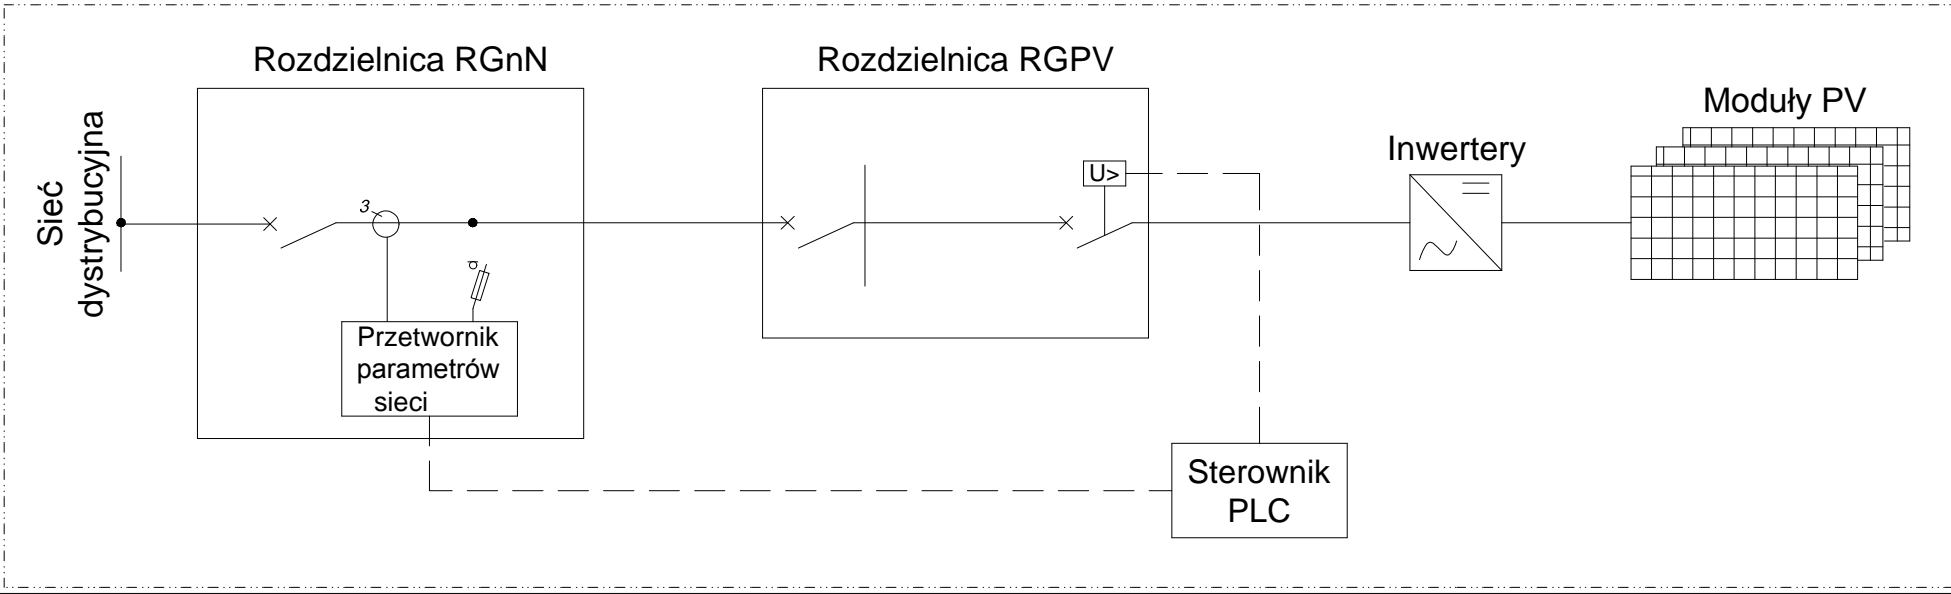 Rozdzielnica RGnN
Rozdzielnica RGPV
Moduły PV
Inwertery
Sieć
dystrybucyjna
3
U>
Przetwornik
parametrów
sieci
Sterownik
PLC